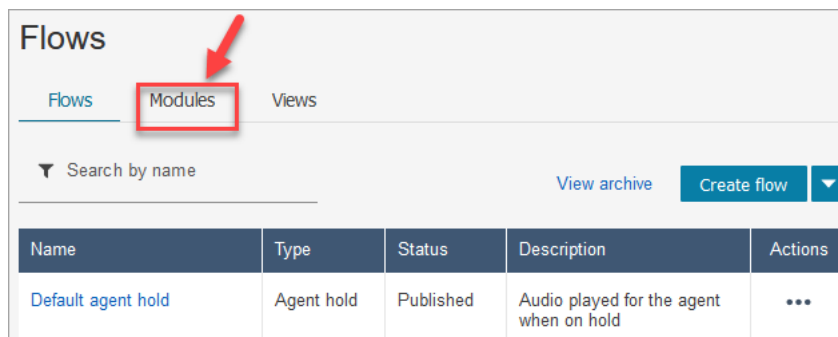 Flows
Flows Modules Views
Search by name
View archive Create flow
Name Type Status Description Actions
Default agent hold Agent hold Published Audio played for the agent
when on hold